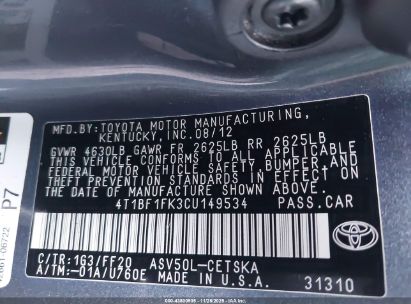 MFD.BY:TOYOTA MOTOR MANUFACTURING,
KENTUCKY, INC. 08/12
GVWR 4630LB GAWR FR 2625LB RR 2625LB
THIS VEHICLE CONFORMS TO ALL APPLICABLE
FEDERAL MOTOR VEHICLE SAFETY, BUMPER, AND
THEFT PREVENTION STANDARDS IN EFFECT ON
THE DATE OF MANUFACTURE SHOWN ABOVE.
4T1BF1FK3CU149534 PASS.CAR
C/TR:1G3/FF20 ASV50L-CETSKA
A/TM:-01A/U760E MADE IN U.S.A. 31310
TOYOTA
P7